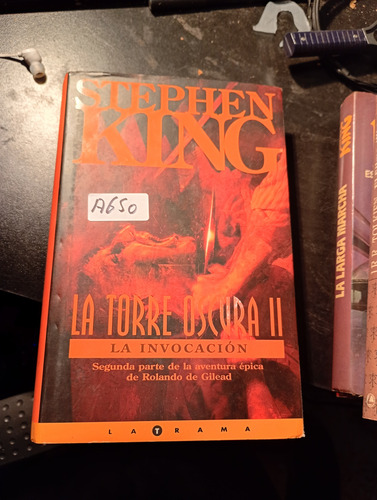 STEPHEN
KING
A650
LA TORRE OSCURA II
LA INVOCACIÓN
Segunda parte de la aventura épica
de Rolando de Gilead
LA TRAMA
LA LARGA MARCHA
KING
J.R.R. TOLKIEN